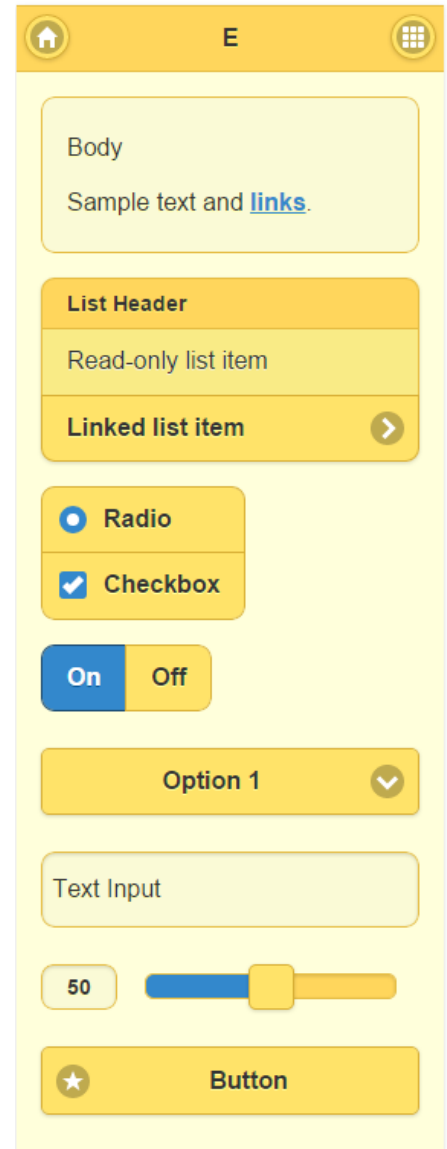 E
Body
Sample text and links.
List Header
Read-only list item
Linked list item
Radio
Checkbox
On Off
Option 1
Text Input
50
Button